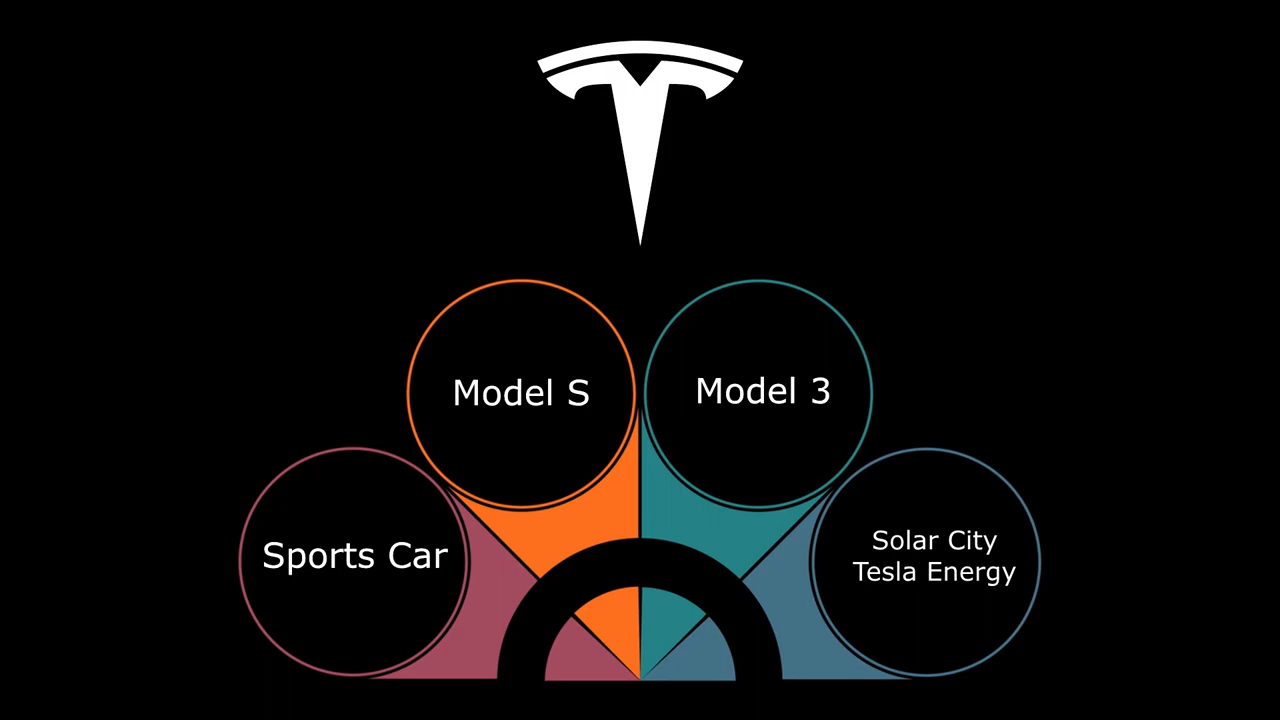 Model S
Model 3
Sports Car
Solar City
Tesla Energy